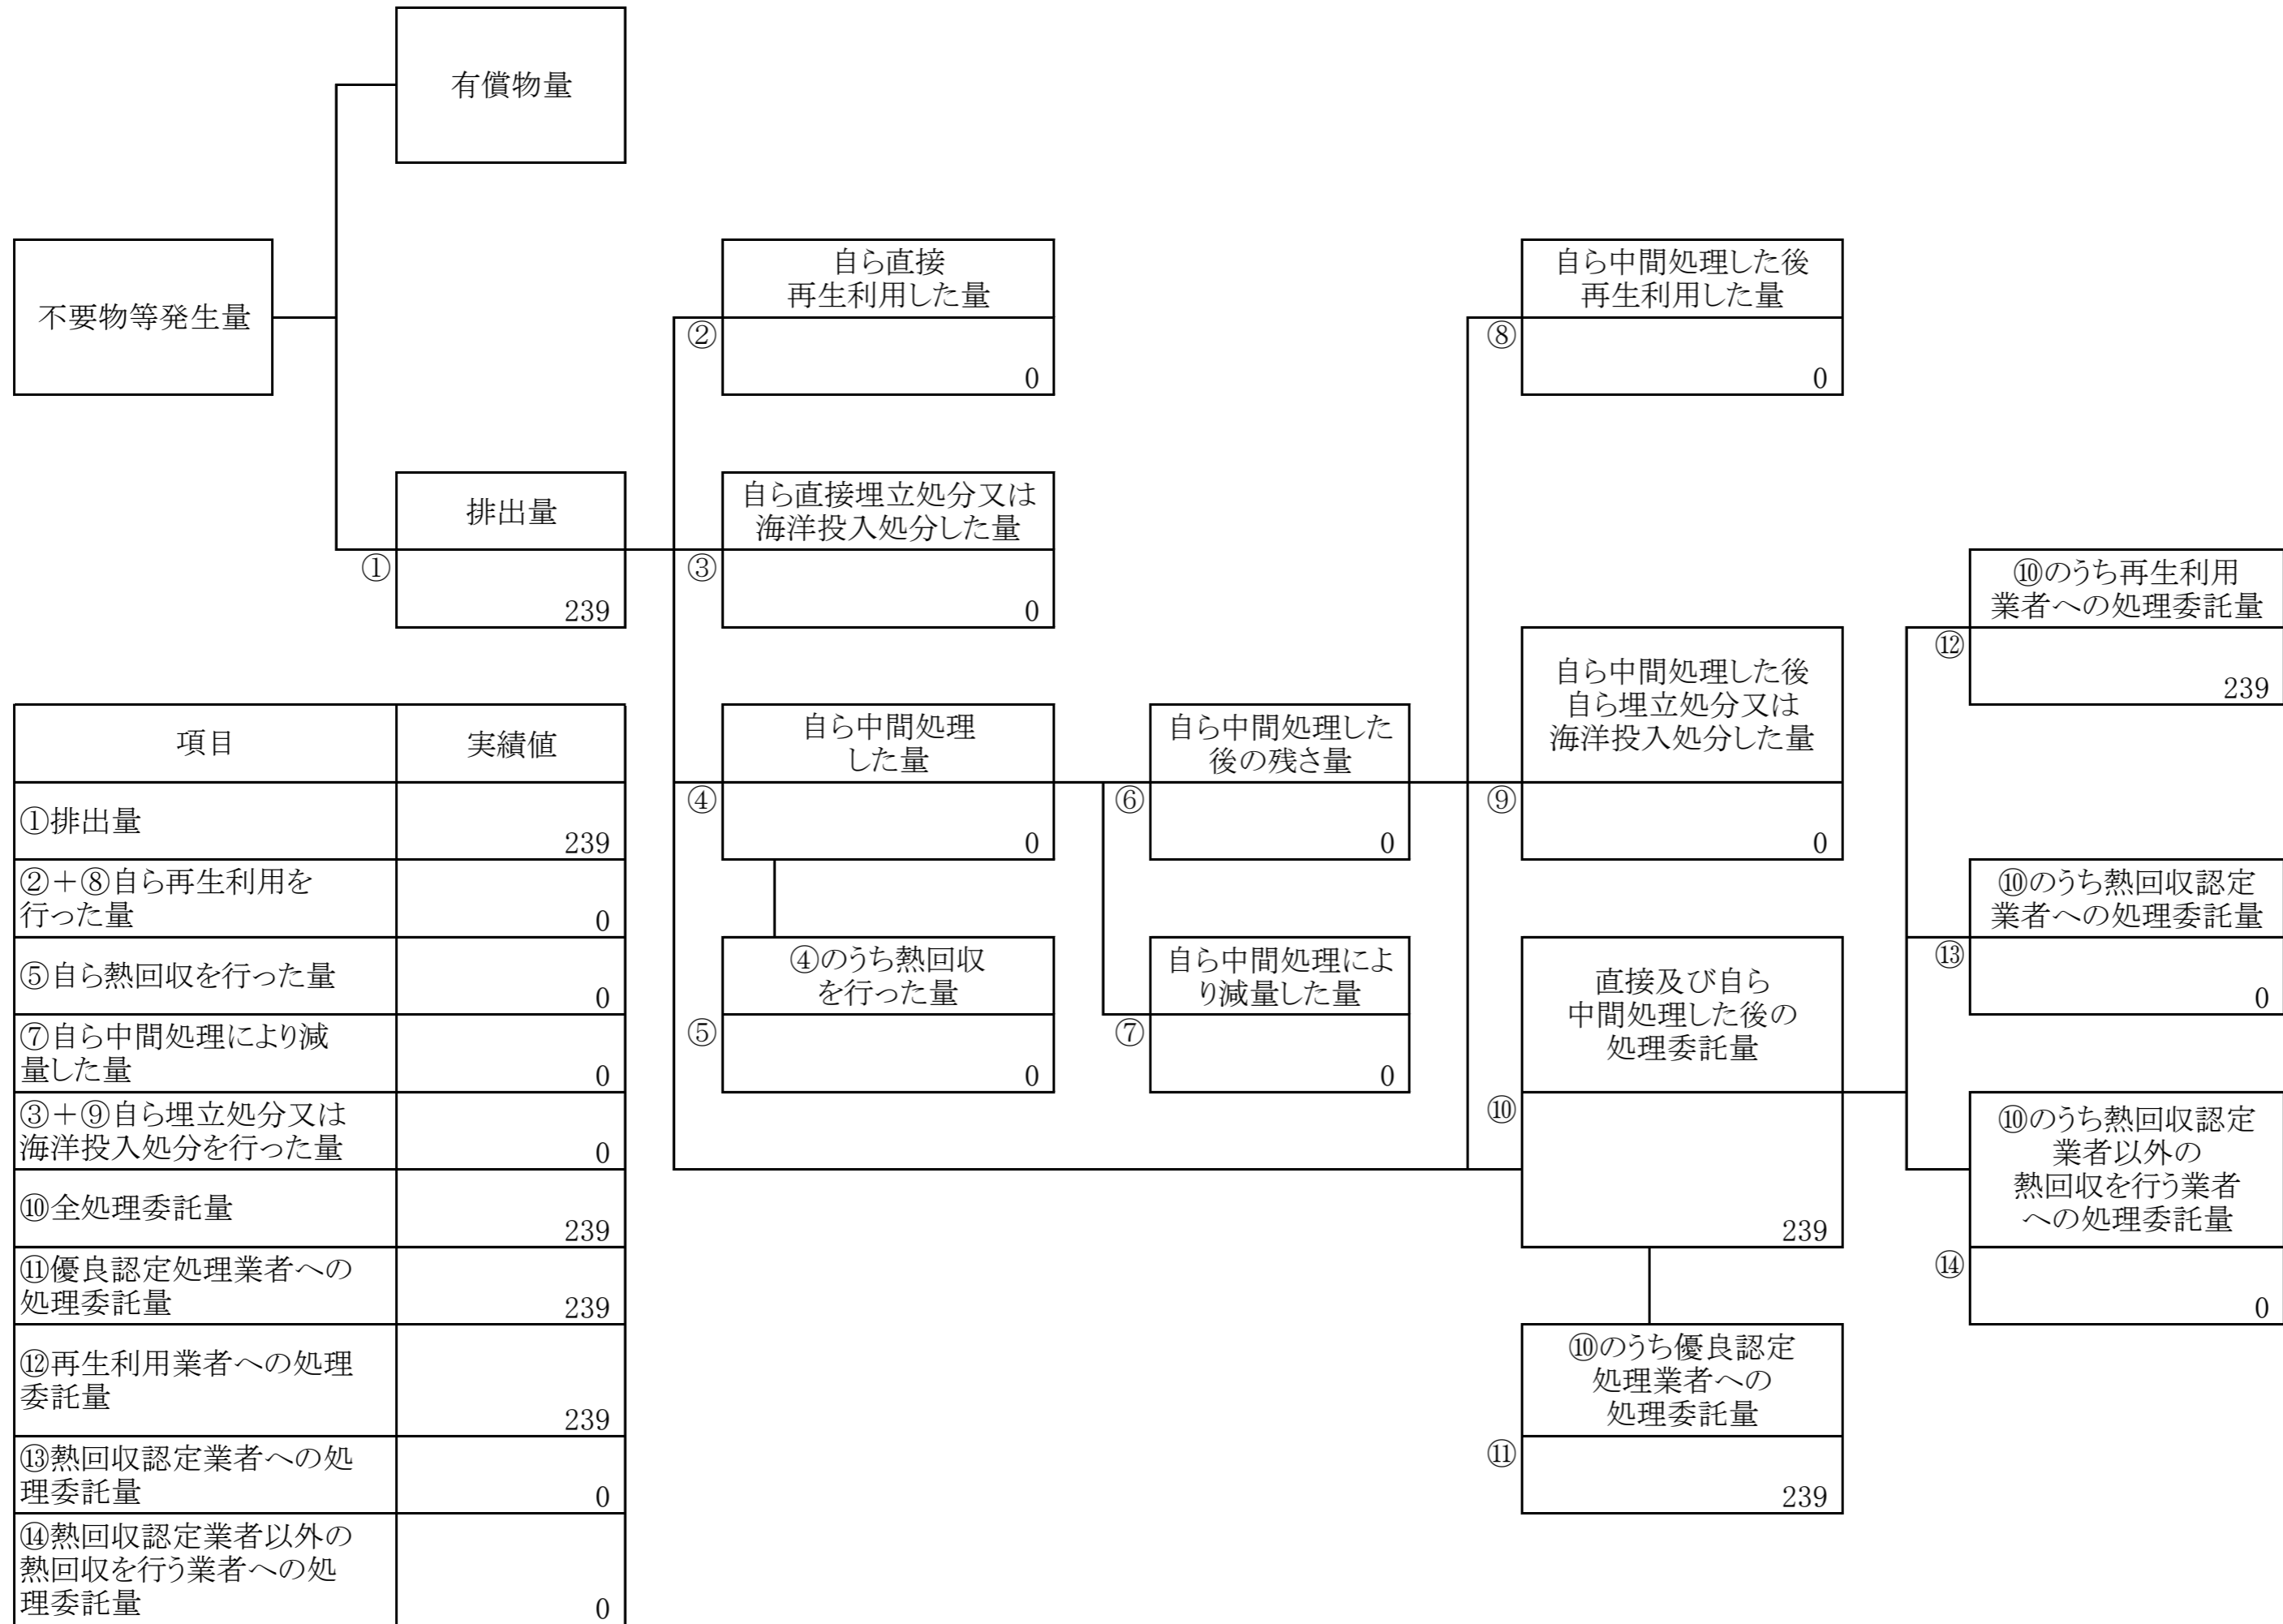 有償物量
不要物等発生量
自ら直接
再生利用した量
②
0
自ら中間処理した後
再生利用した量
⑧
0
排出量
①
239
自ら直接埋立処分又は
海洋投入処分した量
③
0
⑩のうち再生利用
業者への処理委託量
⑫
239
自ら中間処理
した量
④
0
自ら中間処理した
後の残さ量
⑥
0
自ら中間処理した後
自ら埋立処分又は
海洋投入処分した量
⑨
0
⑩のうち熱回収認定
業者への処理委託量
⑬
0
④のうち熱回収
を行った量
⑤
0
自ら中間処理によ
り減量した量
⑦
0
直接及び自ら
中間処理した後の
処理委託量
⑩
239
⑩のうち熱回収認定
業者以外の
熱回収を行う業者
への処理委託量
⑭
0
⑩のうち優良認定
処理業者への
処理委託量
⑪
239
項目 実績値
①排出量
239
②+⑧自ら再生利用を
行った量 0
⑤自ら熱回収を行った量
0
⑦自ら中間処理により減
量した量 0
③+⑨自ら埋立処分又は
海洋投入処分を行った量 0
⑩全処理委託量
239
⑪優良認定処理業者への
処理委託量 239
⑫再生利用業者への処理
委託量
239
⑬熱回収認定業者への処
理委託量 0
⑭熱回収認定業者以外の
熱回収を行う業者への処
理委託量 0